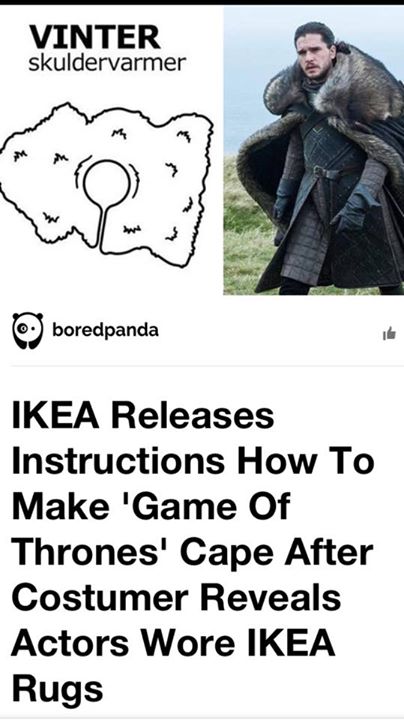 VINTER
skuldervarmer
boredpanda
IKEA Releases
Instructions How To
Make 'Game Of
Thrones' Cape After
Costumer Reveals
Actors Wore IKEA
Rugs